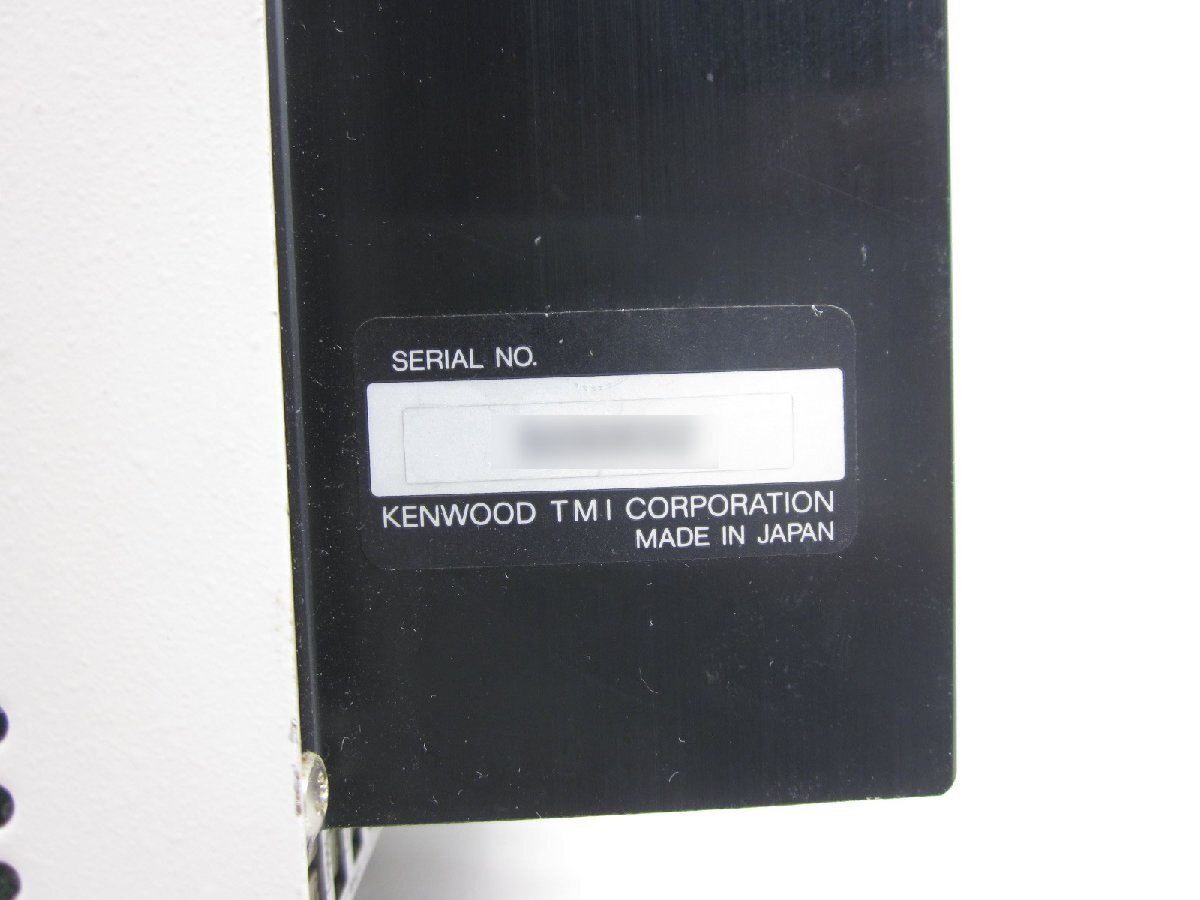 SERIAL NO.
KENWOOD TMI CORPORATION
MADE IN JAPAN